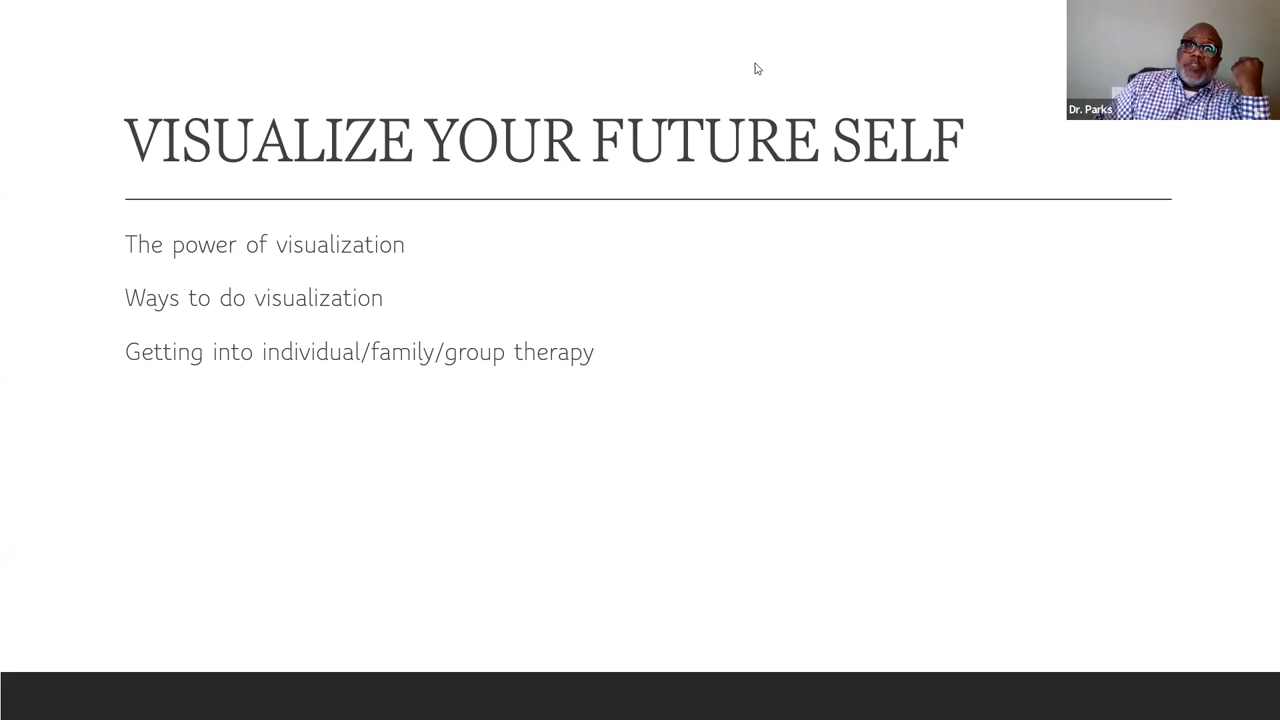 Dr. Parks
VISUALIZE YOUR FUTURE SELF
The power of visualization
Ways to do visualization
Getting into individual/family/group therapy